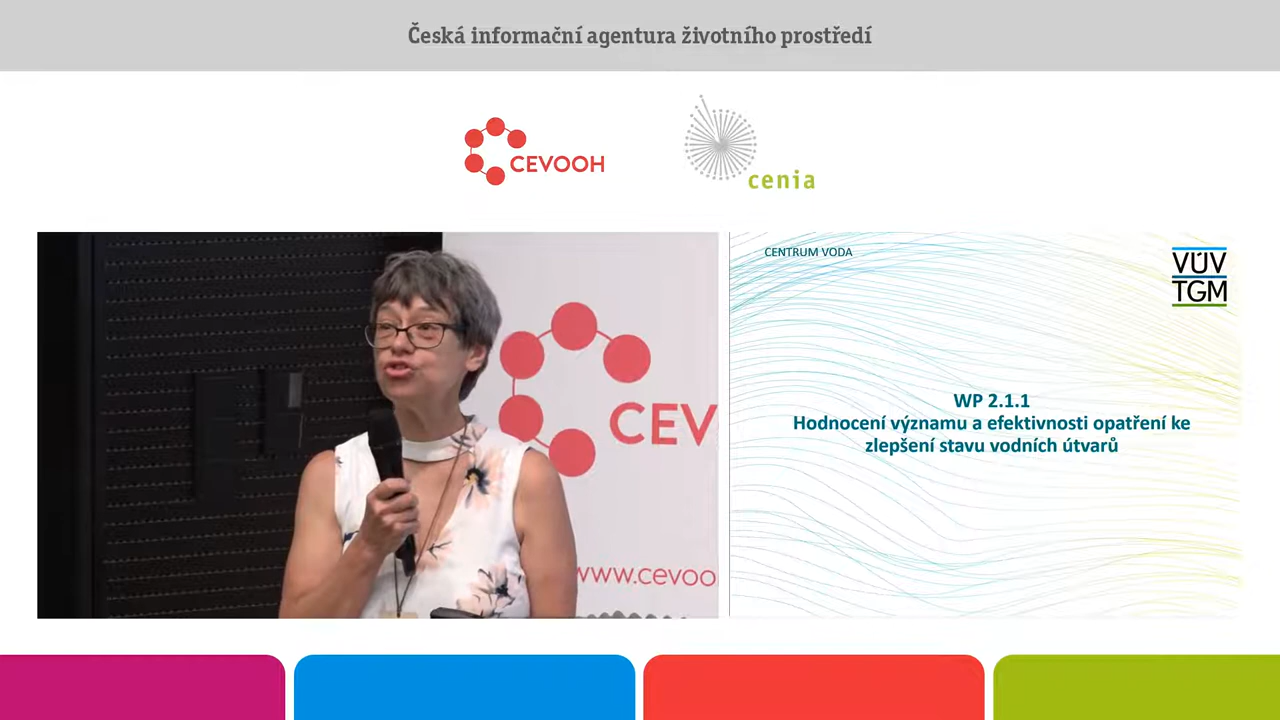 Česká informační agentura životního prostředí
CEVOOH
cenia
CEV
www.cevoo
CENTRUM VODA
VÚV
TGM
WP 2.1.1
Hodnocení významu a efektivnosti opatření ke
zlepšení stavu vodních útvarů